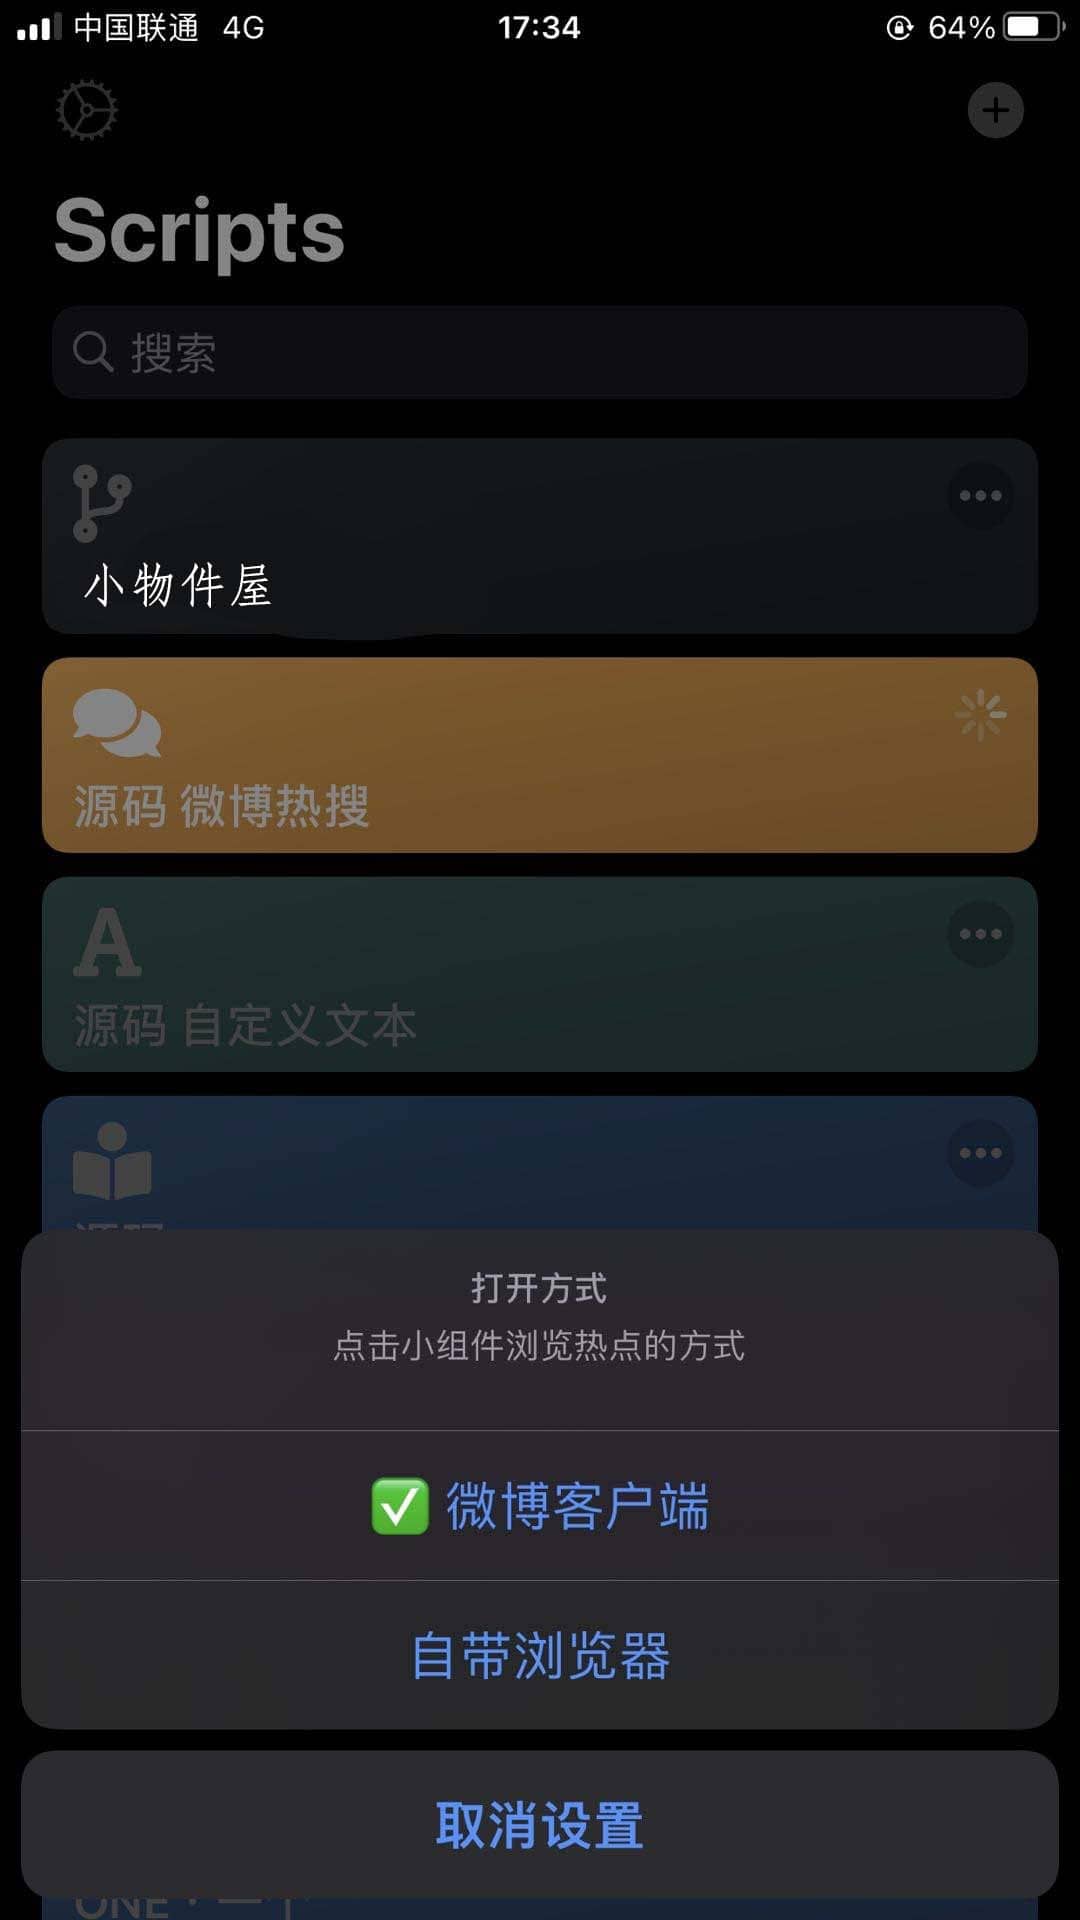 中国联通 4G 17:34 64%
Scripts
搜索
小物件屋
源码 微博热搜
源码 自定义文本
源码
打开方式
点击小组件浏览热点的方式
✅ 微博客户端
自带浏览器
取消设置
ONE